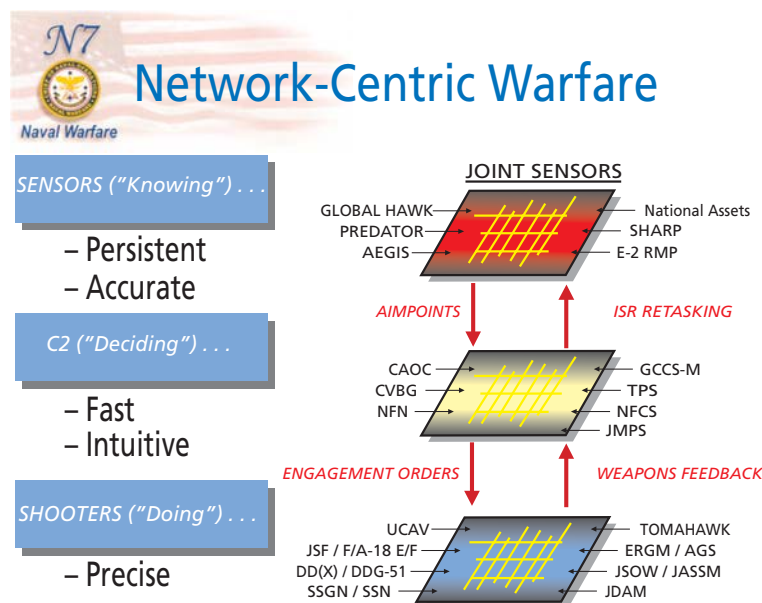 N7
Network-Centric Warfare
Naval Warfare
SENSORS ("Knowing") . . .
– Persistent
– Accurate
C2 ("Deciding") . . .
– Fast
– Intuitive
SHOOTERS ("Doing") . . .
– Precise
JOINT SENSORS
GLOBAL HAWK
PREDATOR
AEGIS
National Assets
SHARP
E-2 RMP
AIMPOINTS
ISR RETASKING
CAOC
CVBG
NFN
GCCS-M
TPS
NFCS
JMPS
ENGAGEMENT ORDERS
WEAPONS FEEDBACK
UCAV
JSF / F/A-18 E/F
DD(X) / DDG-51
SSGN / SSN
TOMAHAWK
ERGM / AGS
JSOW / JASSM
JDAM